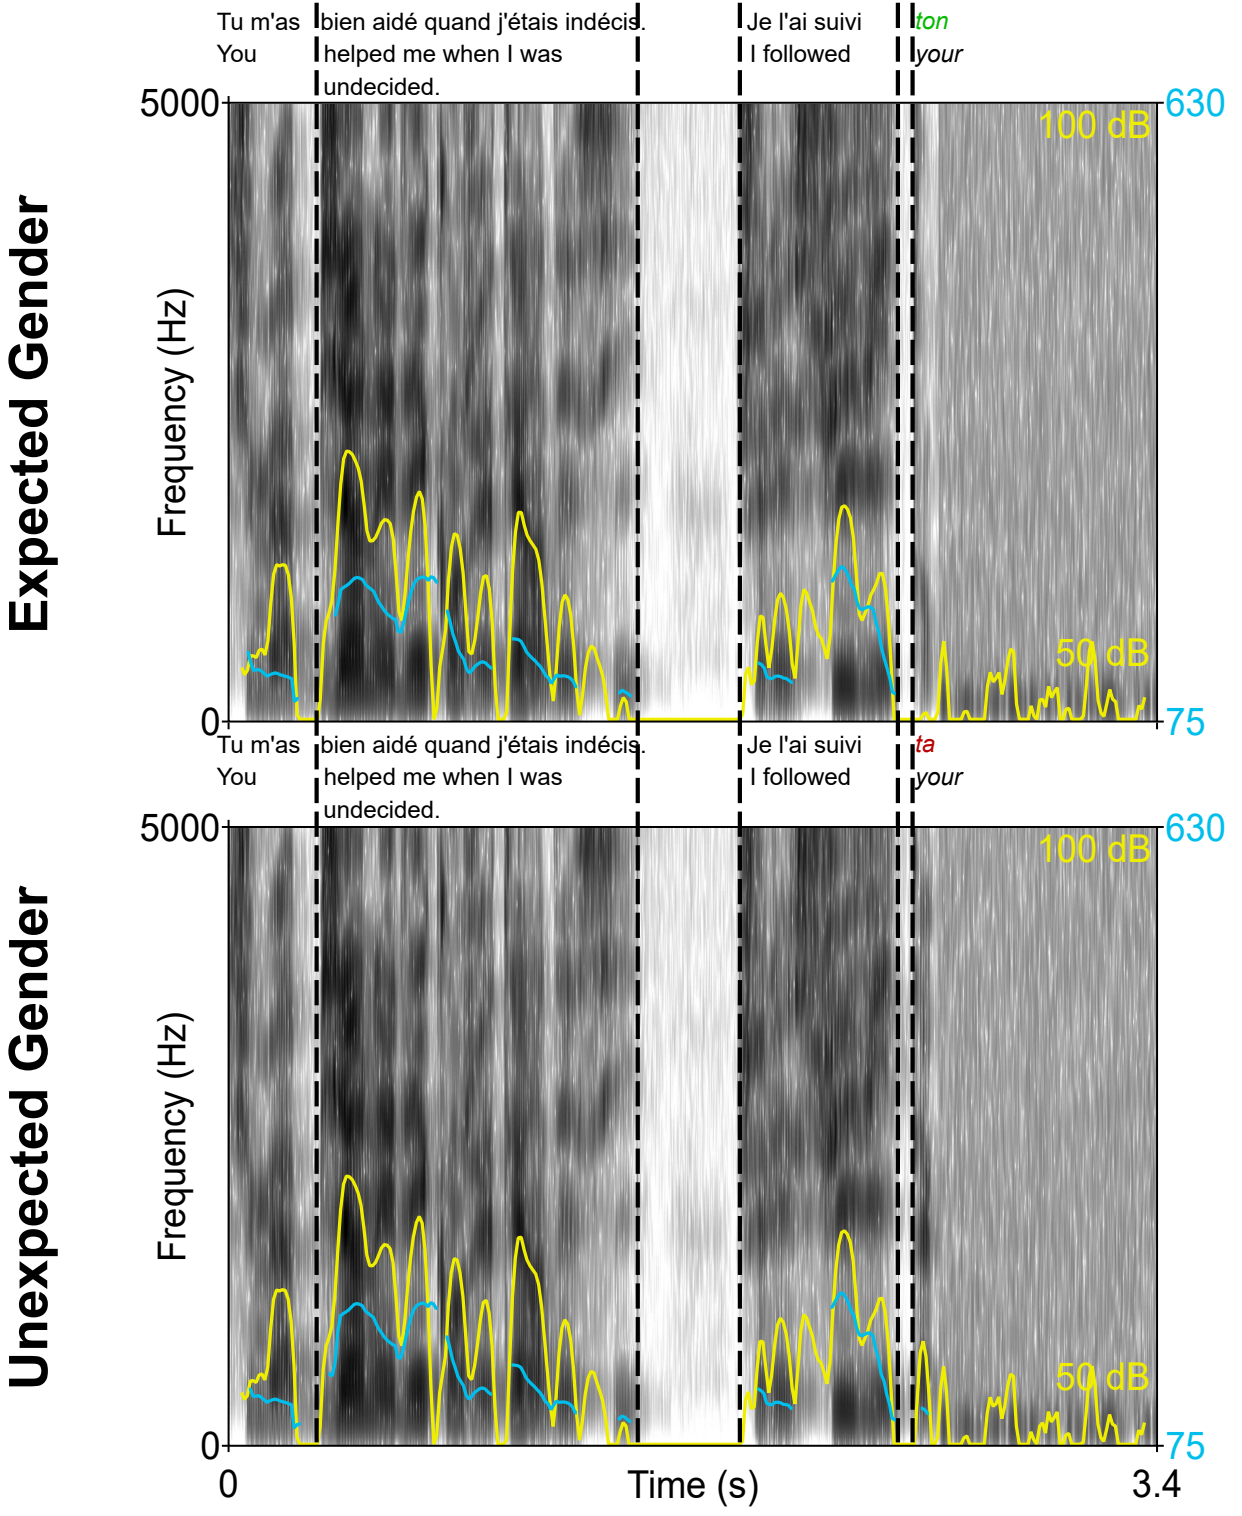 Expected Gender
Tu m'as bien aidé quand j'étais indécis. Je l'ai suivi ton
You helped me when I was I followed your
undecided.
5000
630
100 dB
Frequency (Hz)
50 dB
0
75
Unexpected Gender
Tu m'as bien aidé quand j'étais indécis. Je l'ai suivi ta
You helped me when I was I followed your
undecided.
5000
630
100 dB
Frequency (Hz)
50 dB
0
75
0 Time (s) 3.4